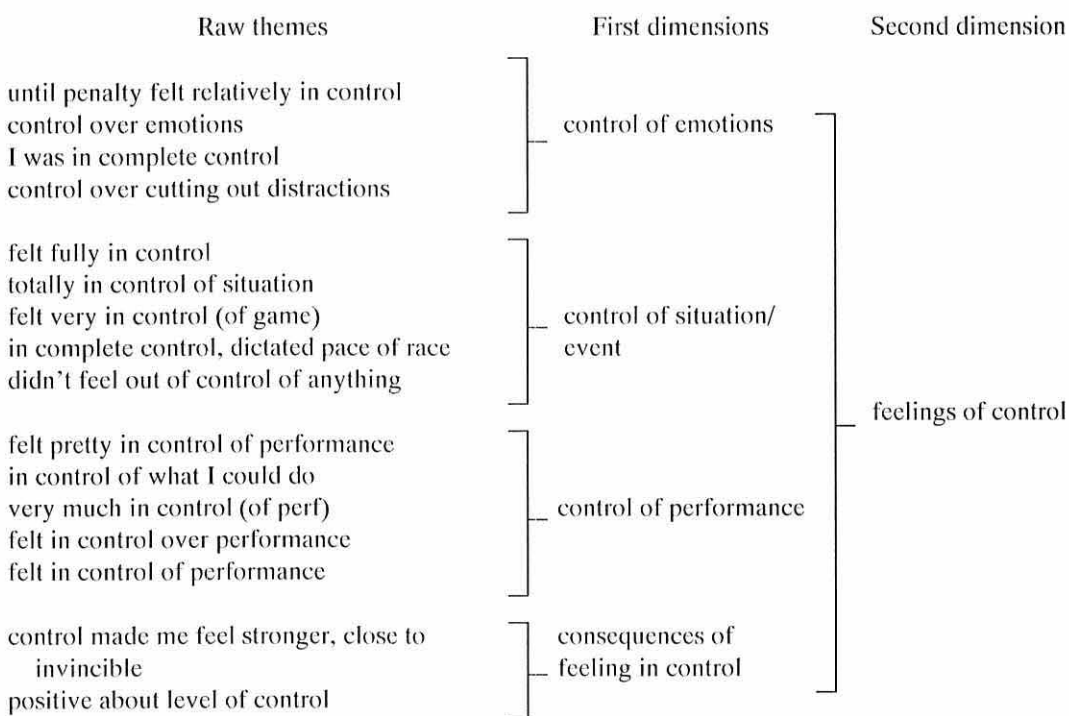 Raw themes First dimensions Second dimension
until penalty felt relatively in control
control over emotions
I was in complete control
control over cutting out distractions
control of emotions
felt fully in control
totally in control of situation
felt very in control (of game)
in complete control, dictated pace of race
didn't feel out of control of anything
control of situation/
event
felt pretty in control of performance
in control of what I could do
very much in control (of perf)
felt in control over performance
felt in control of performance
control of performance
control made me feel stronger, close to
invincible
positive about level of control
consequences of
feeling in control
feelings of control